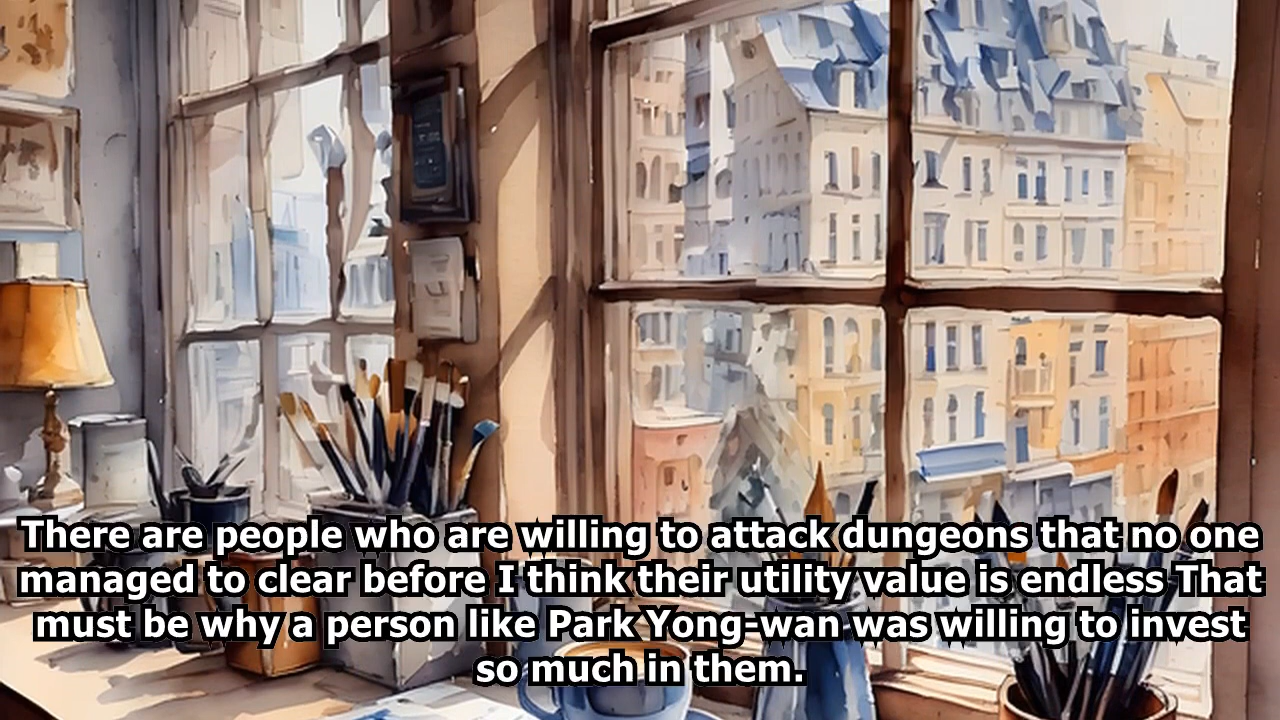 There are people who are willing to attack dungeons that no one
managed to clear before I think their utility value is endless That
must be why a person like Park Yong-wan was willing to invest
so much in them.